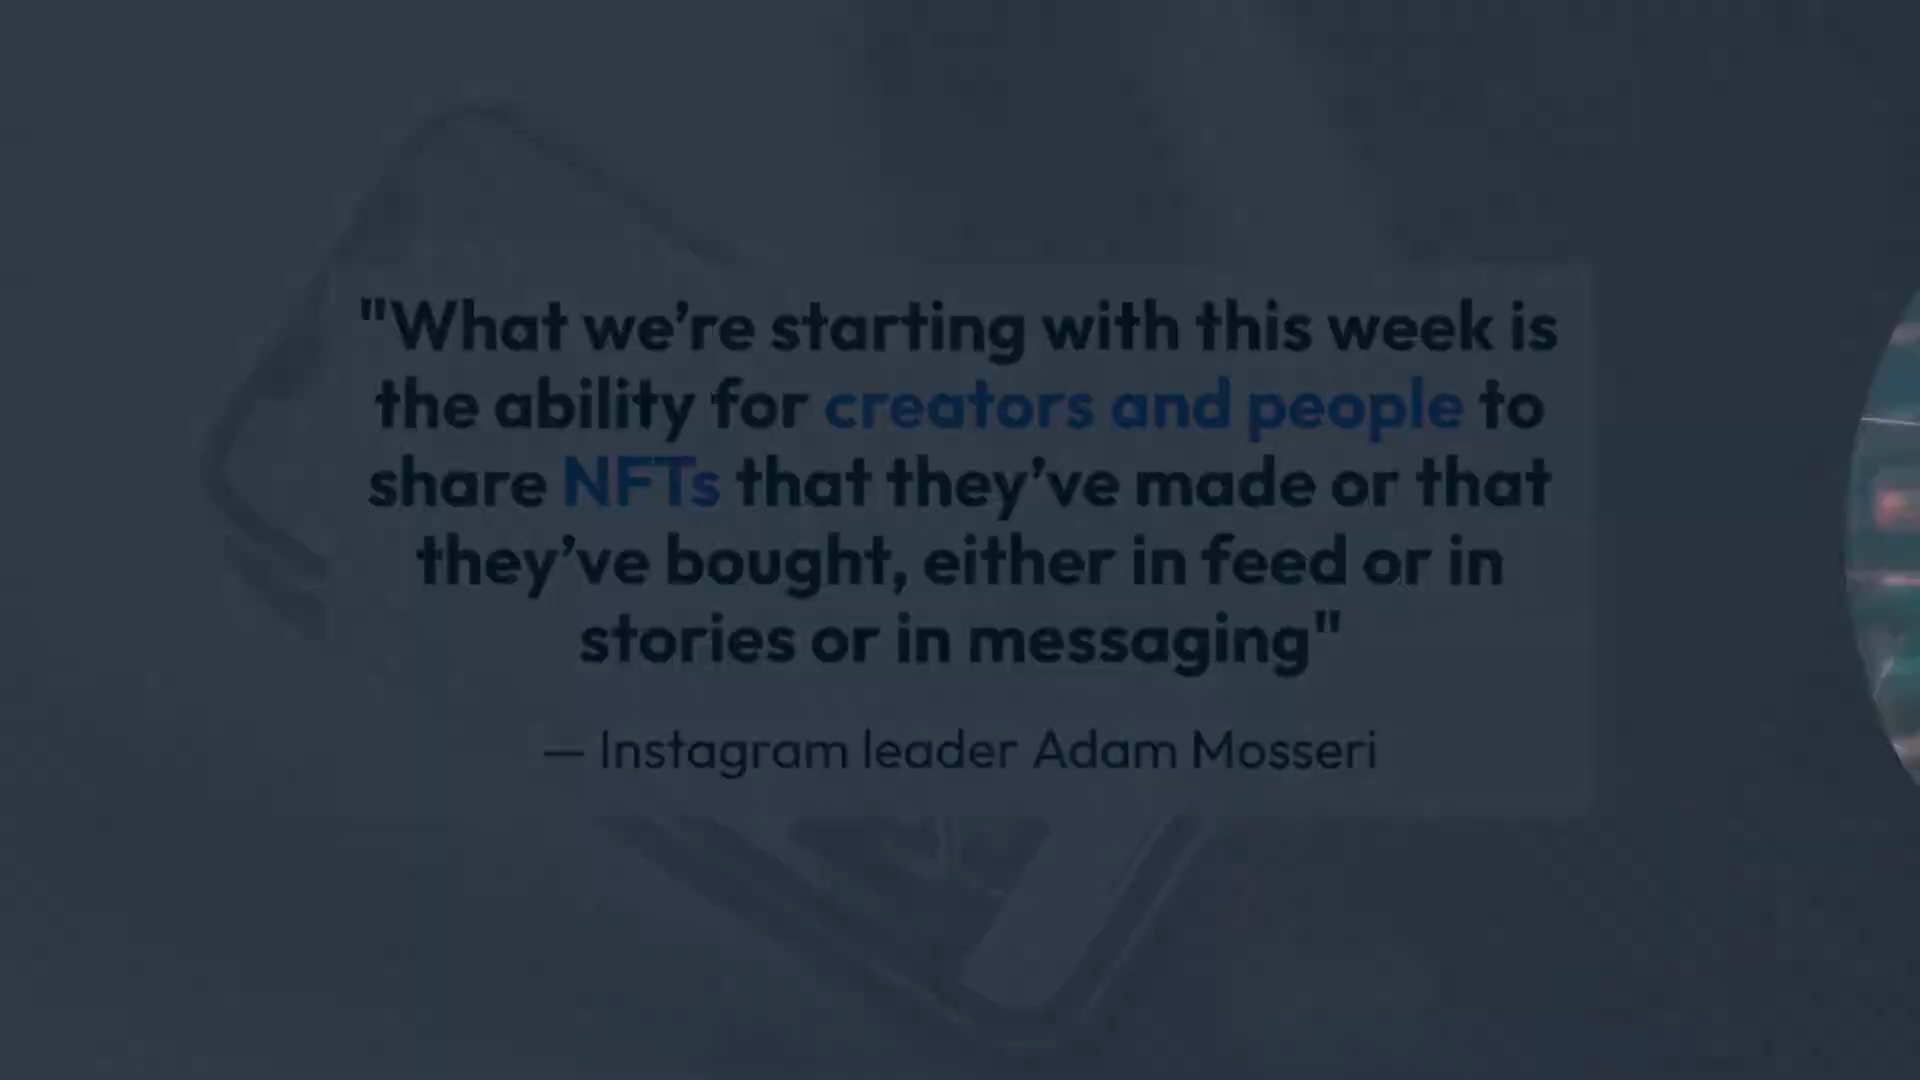 "What we’re starting with this week is
the ability for creators and people to
share NFTs that they’ve made or that
they’ve bought, either in feed or in
stories or in messaging"
— Instagram leader Adam Mosseri